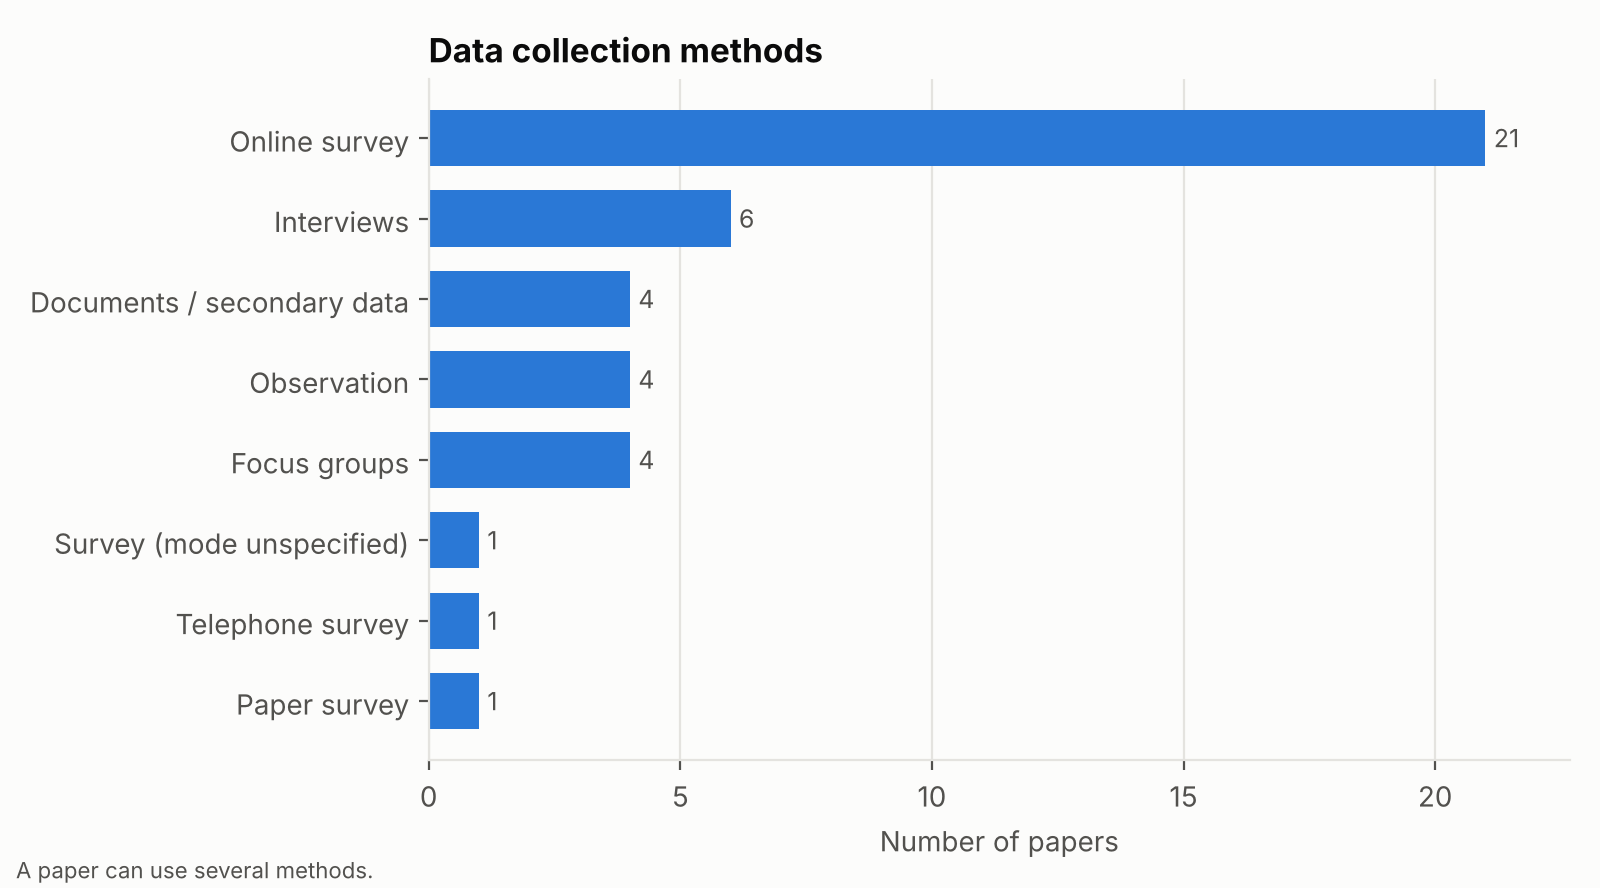 Data collection methods
Online survey 21
Interviews 6
Documents / secondary data 4
Observation 4
Focus groups 4
Survey (mode unspecified) 1
Telephone survey 1
Paper survey 1
0 5 10 15 20
Number of papers
A paper can use several methods.